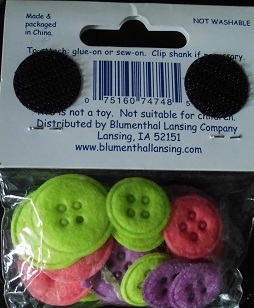 Made &
packaged
in China.
NOT WASHABLE
To attach: glue-on or sew-on. Clip shank if necessary.
0 75160 74748 5
This is not a toy. Not suitable for children.
Distributed by Blumenthal Lansing Company
Lansing, IA 52151
www.blumenthallansing.com